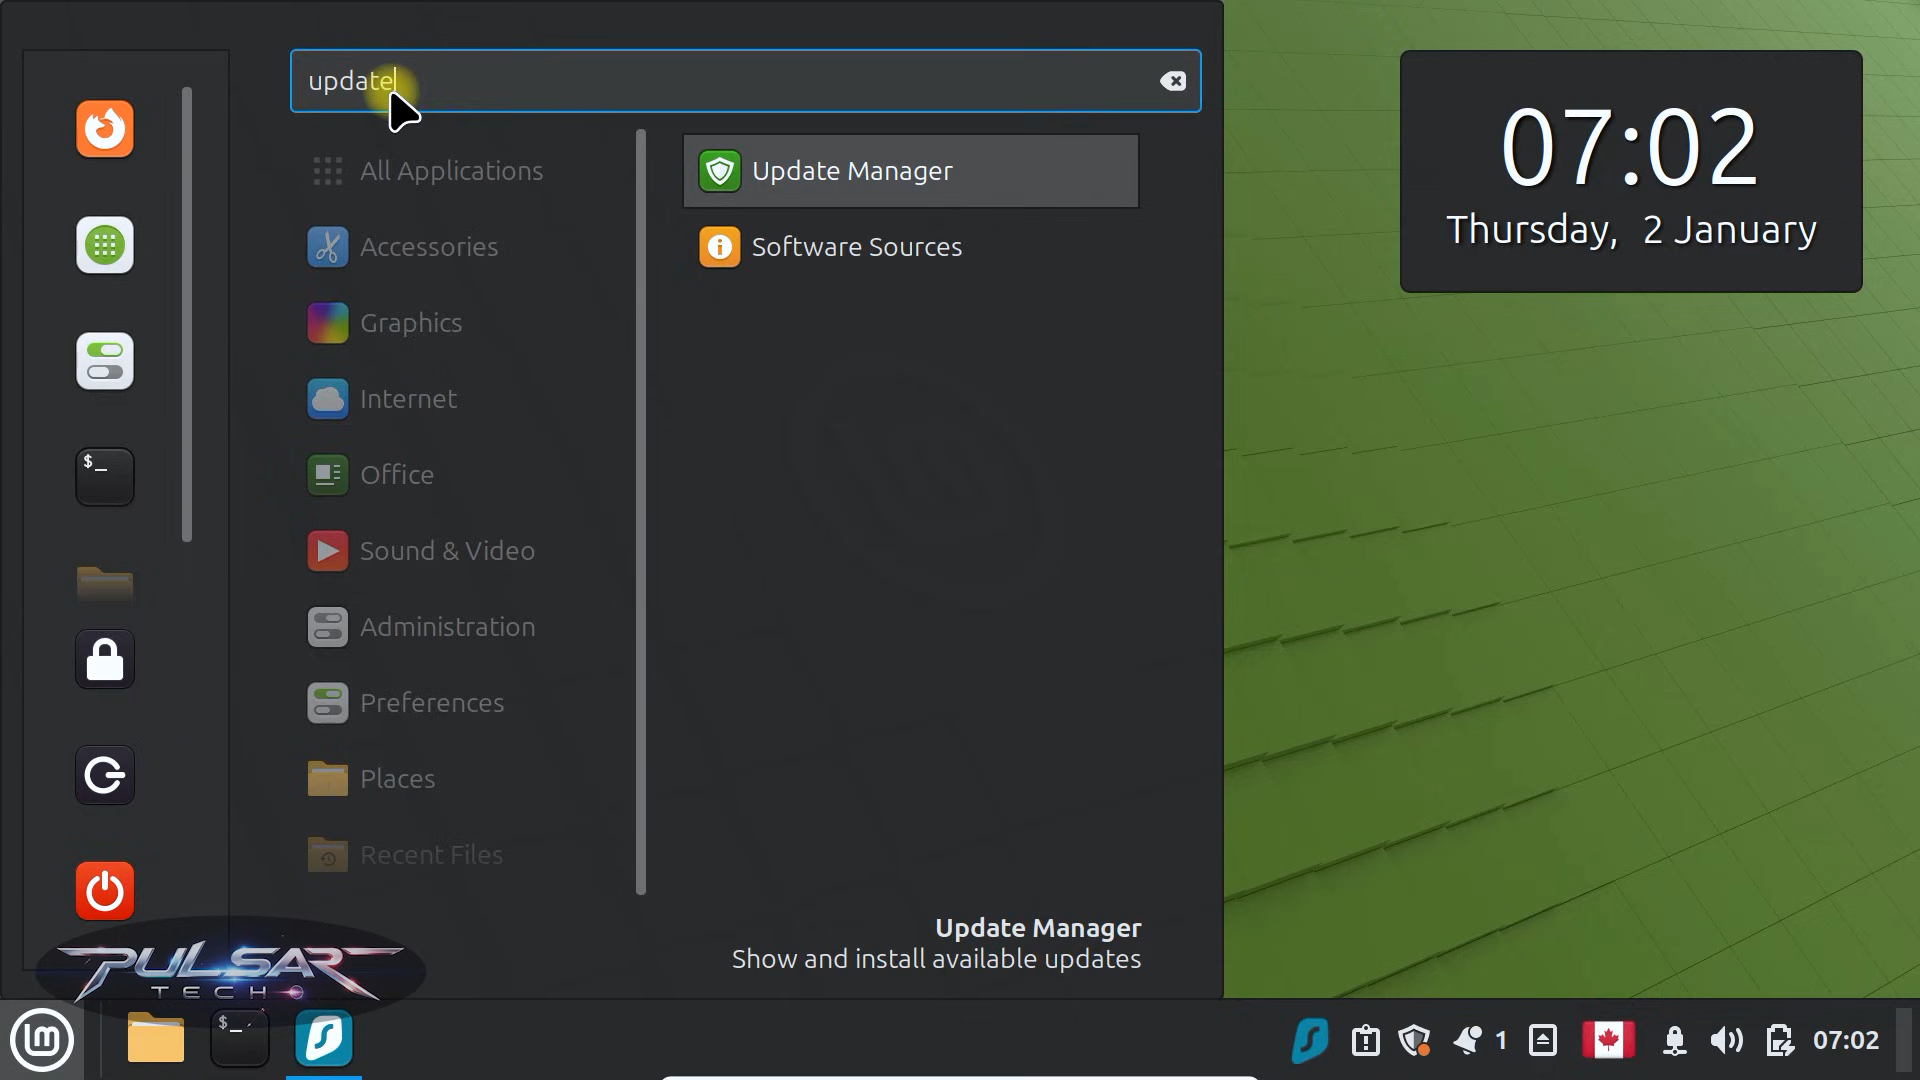 update
All Applications
Accessories
Graphics
Internet
Office
Sound & Video
Administration
Preferences
Places
Recent Files
Update Manager
Software Sources
Update Manager
Show and install available updates
07:02
Thursday, 2 January
$_
PULSAR
TECH
$_
1
07:02